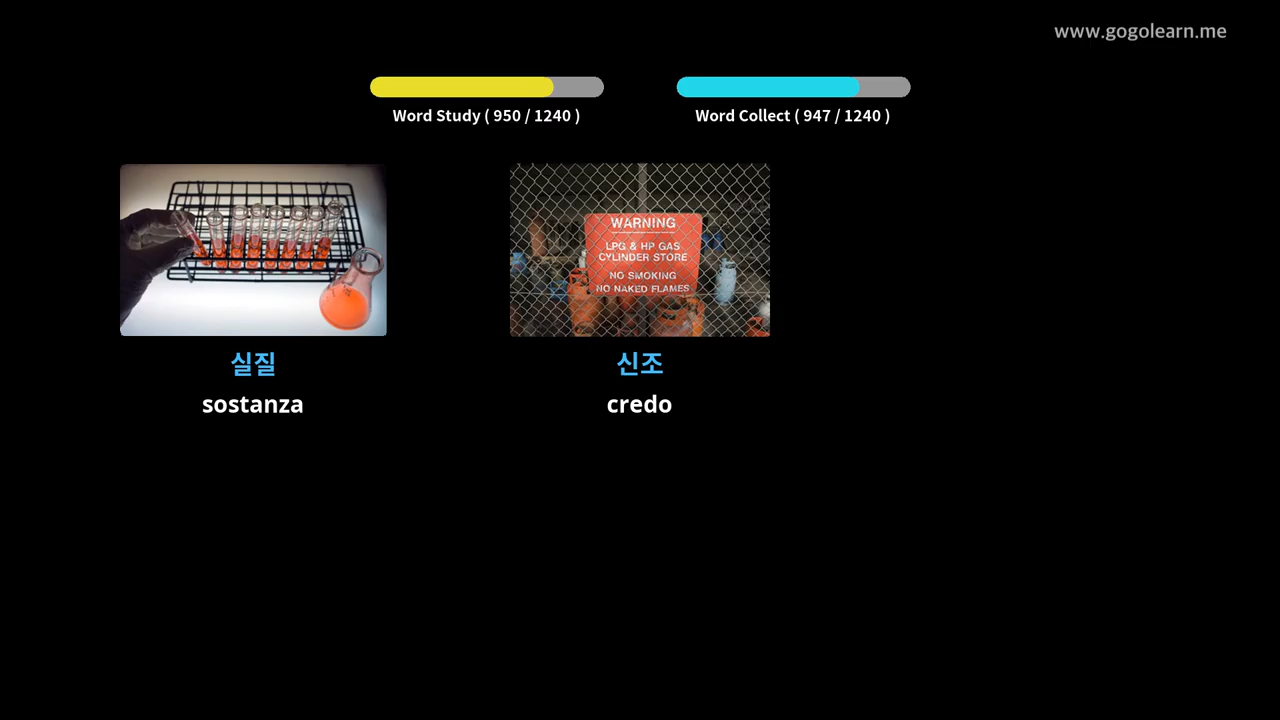 www.gogolearn.me
Word Study ( 950 / 1240 )
Word Collect ( 947 / 1240 )
WARNING
LPG & HP GAS
CYLINDER STORE
NO SMOKING
NO NAKED FLAMES
실질
sostanza
신조
credo